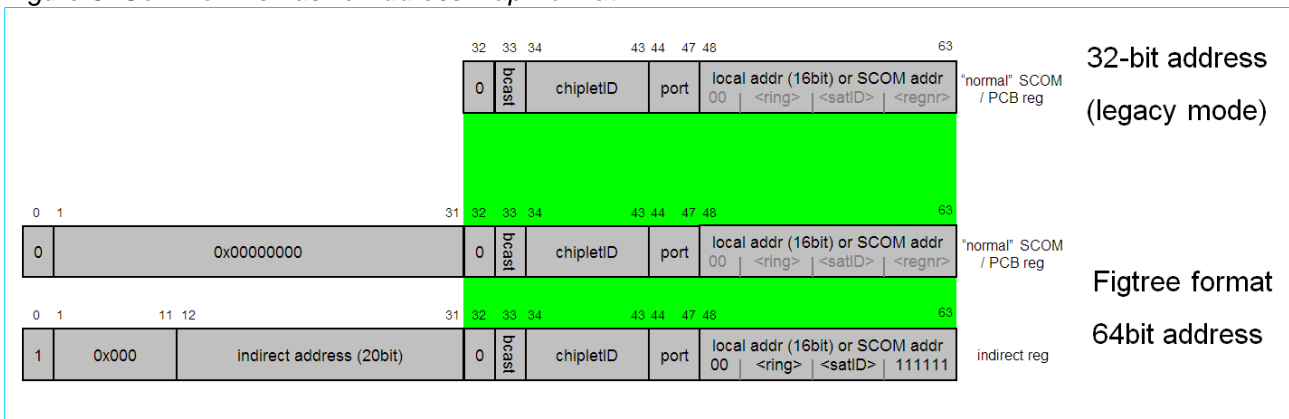 32 33 34 43 44 47 48 63
0 bcast chipletID port local addr (16bit) or SCOM addr
00 | <ring> | <satID> | <regnr>
"normal" SCOM
/ PCB reg
32-bit address
(legacy mode)
0 1 31 32 33 34 43 44 47 48 63
0 0x00000000 0 bcast chipletID port local addr (16bit) or SCOM addr
00 | <ring> | <satID> | <regnr>
"normal" SCOM
/ PCB reg
Figtree format
64bit address
0 1 11 12 31 32 33 34 43 44 47 48 63
1 0x000 indirect address (20bit) 0 bcast chipletID port local addr (16bit) or SCOM addr
00 | <ring> | <satID> | 111111
indirect reg